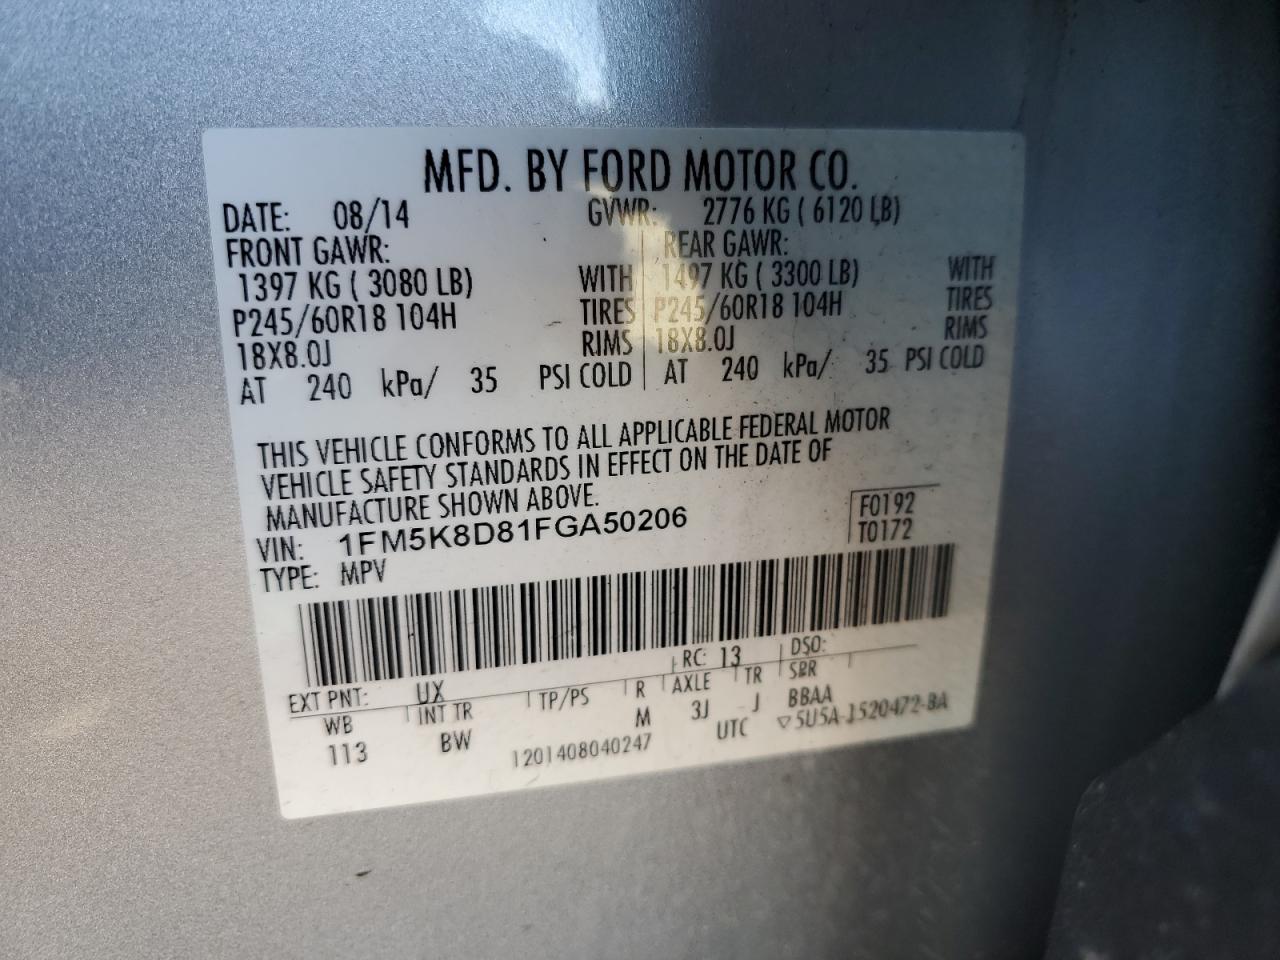 MFD. BY FORD MOTOR CO.
DATE: 08/14 GVWR: 2776 KG ( 6120 LB)
FRONT GAWR: REAR GAWR:
1397 KG ( 3080 LB) WITH 1497 KG ( 3300 LB) WITH
P245/60R18 104H TIRES P245/60R18 104H TIRES
18X8.0J RIMS 18X8.0J RIMS
AT 240 kPa/ 35 PSI COLD AT 240 kPa/ 35 PSI COLD
THIS VEHICLE CONFORMS TO ALL APPLICABLE FEDERAL MOTOR
VEHICLE SAFETY STANDARDS IN EFFECT ON THE DATE OF
MANUFACTURE SHOWN ABOVE.
F0192
VIN: 1FM5K8D81FGA50206 T0172
TYPE: MPV
EXT PNT: UX RC: 13 DSO:
WB INT TR TP/PS R AXLE TR S&R
113 BW M 3J J BBAA
1201408040247 UTC ▽5U5A-1520472-BA